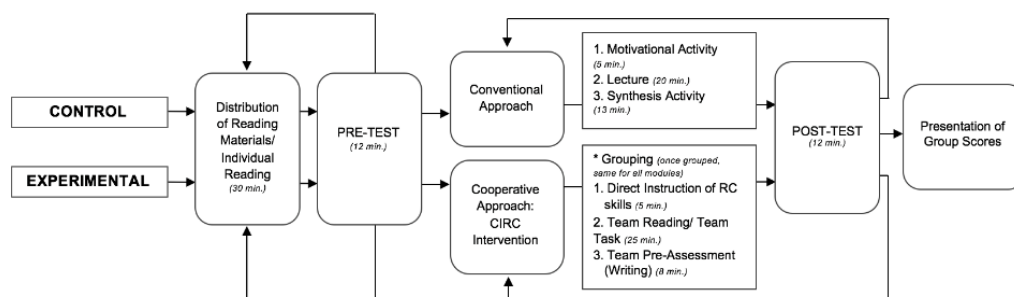 CONTROL
EXPERIMENTAL
Distribution
of Reading
Materials/
Individual
Reading
(30 min.)
PRE-TEST
(12 min.)
Conventional
Approach
Cooperative
Approach:
CIRC
Intervention
1. Motivational Activity
(5 min.)
2. Lecture (20 min.)
3. Synthesis Activity
(13 min.)
* Grouping (once grouped,
same for all modules)
1. Direct Instruction of RC
skills (5 min.)
2. Team Reading/ Team
Task (25 min.)
3. Team Pre-Assessment
(Writing) (8 min.)
POST-TEST
(12 min.)
Presentation of
Group Scores